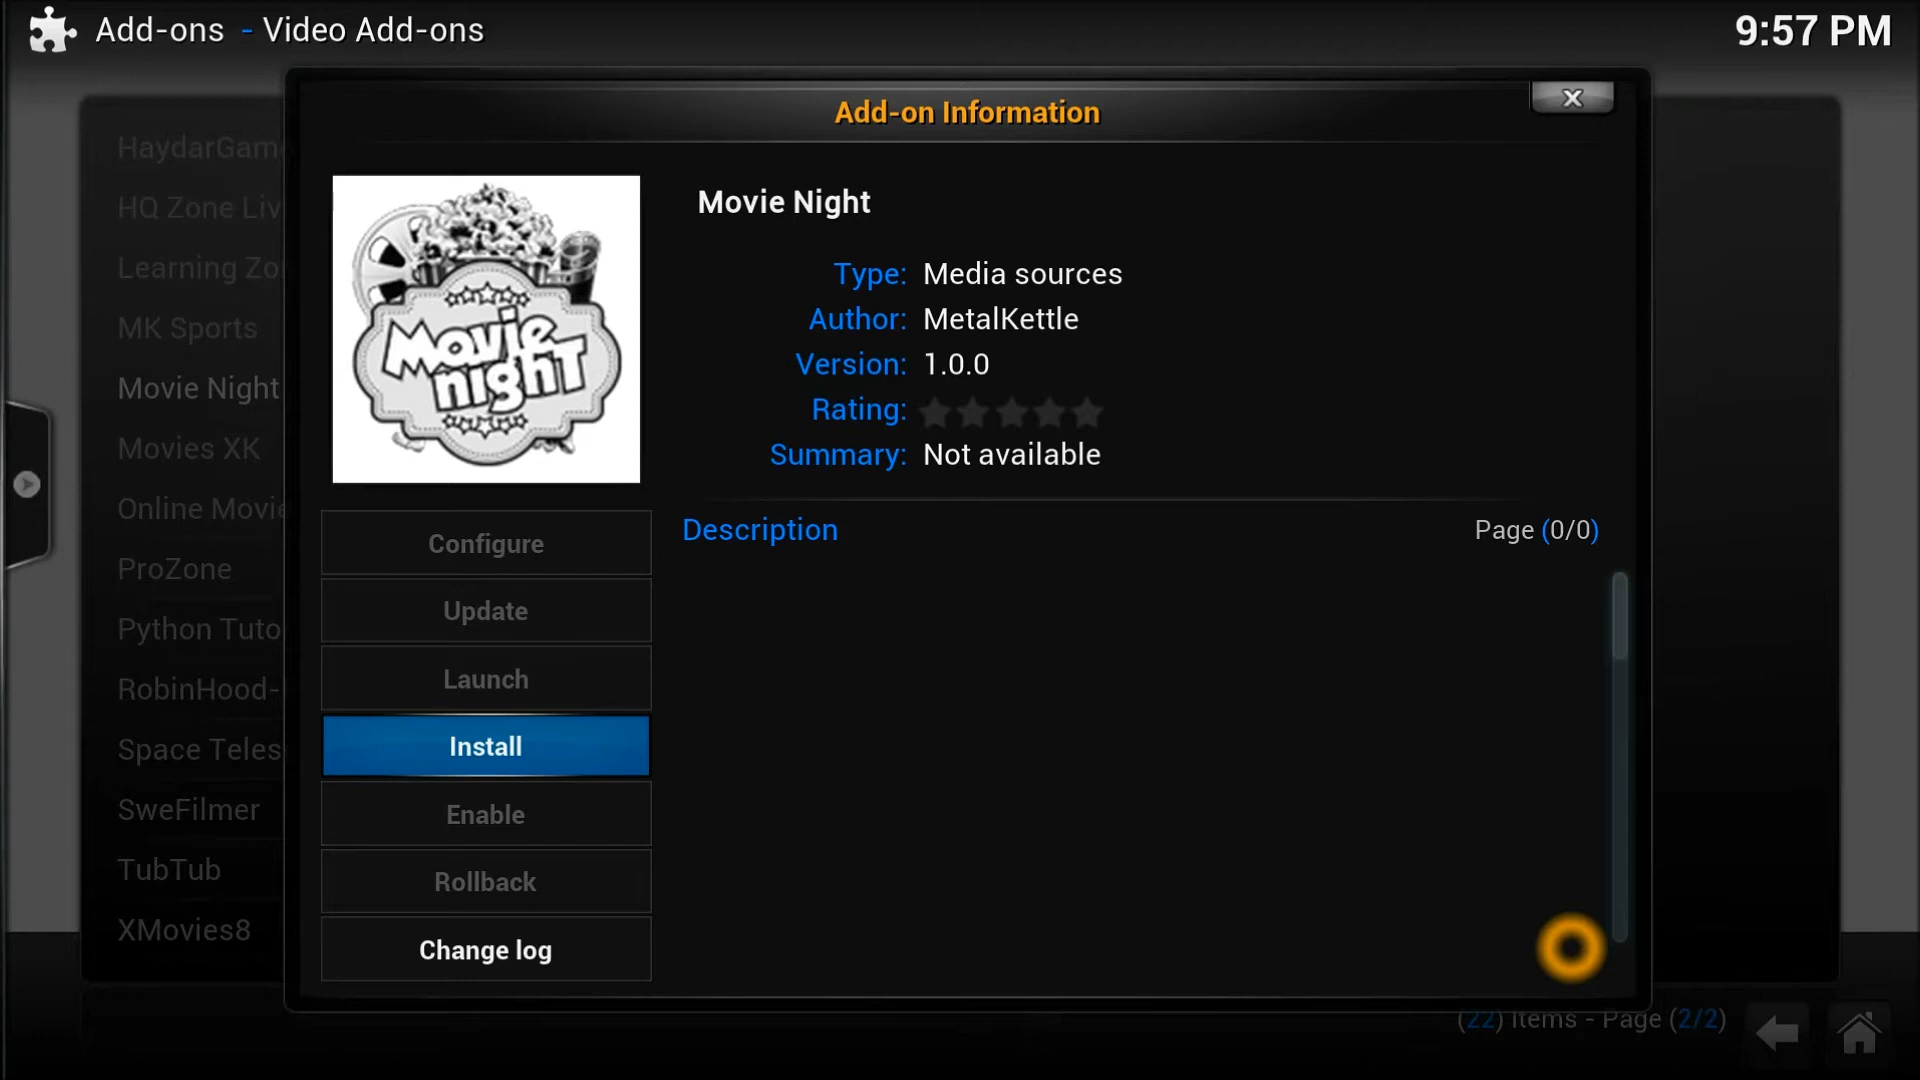 Add-ons - Video Add-ons
9:57 PM
Add-on Information
x
HaydarGam
HQ Zone Liv
Learning Zo
MK Sports
Movie Night
Movies XK
Online Movie
ProZone
Python Tuto
RobinHood-
Space Teles
SweFilmer
TubTub
XMovies8
Movie
night
Movie Night
Type: Media sources
Author: MetalKettle
Version: 1.0.0
Rating:
Summary: Not available
Description
Page (0/0)
Configure
Update
Launch
Install
Enable
Rollback
Change log
(22) Items - Page (2/2)